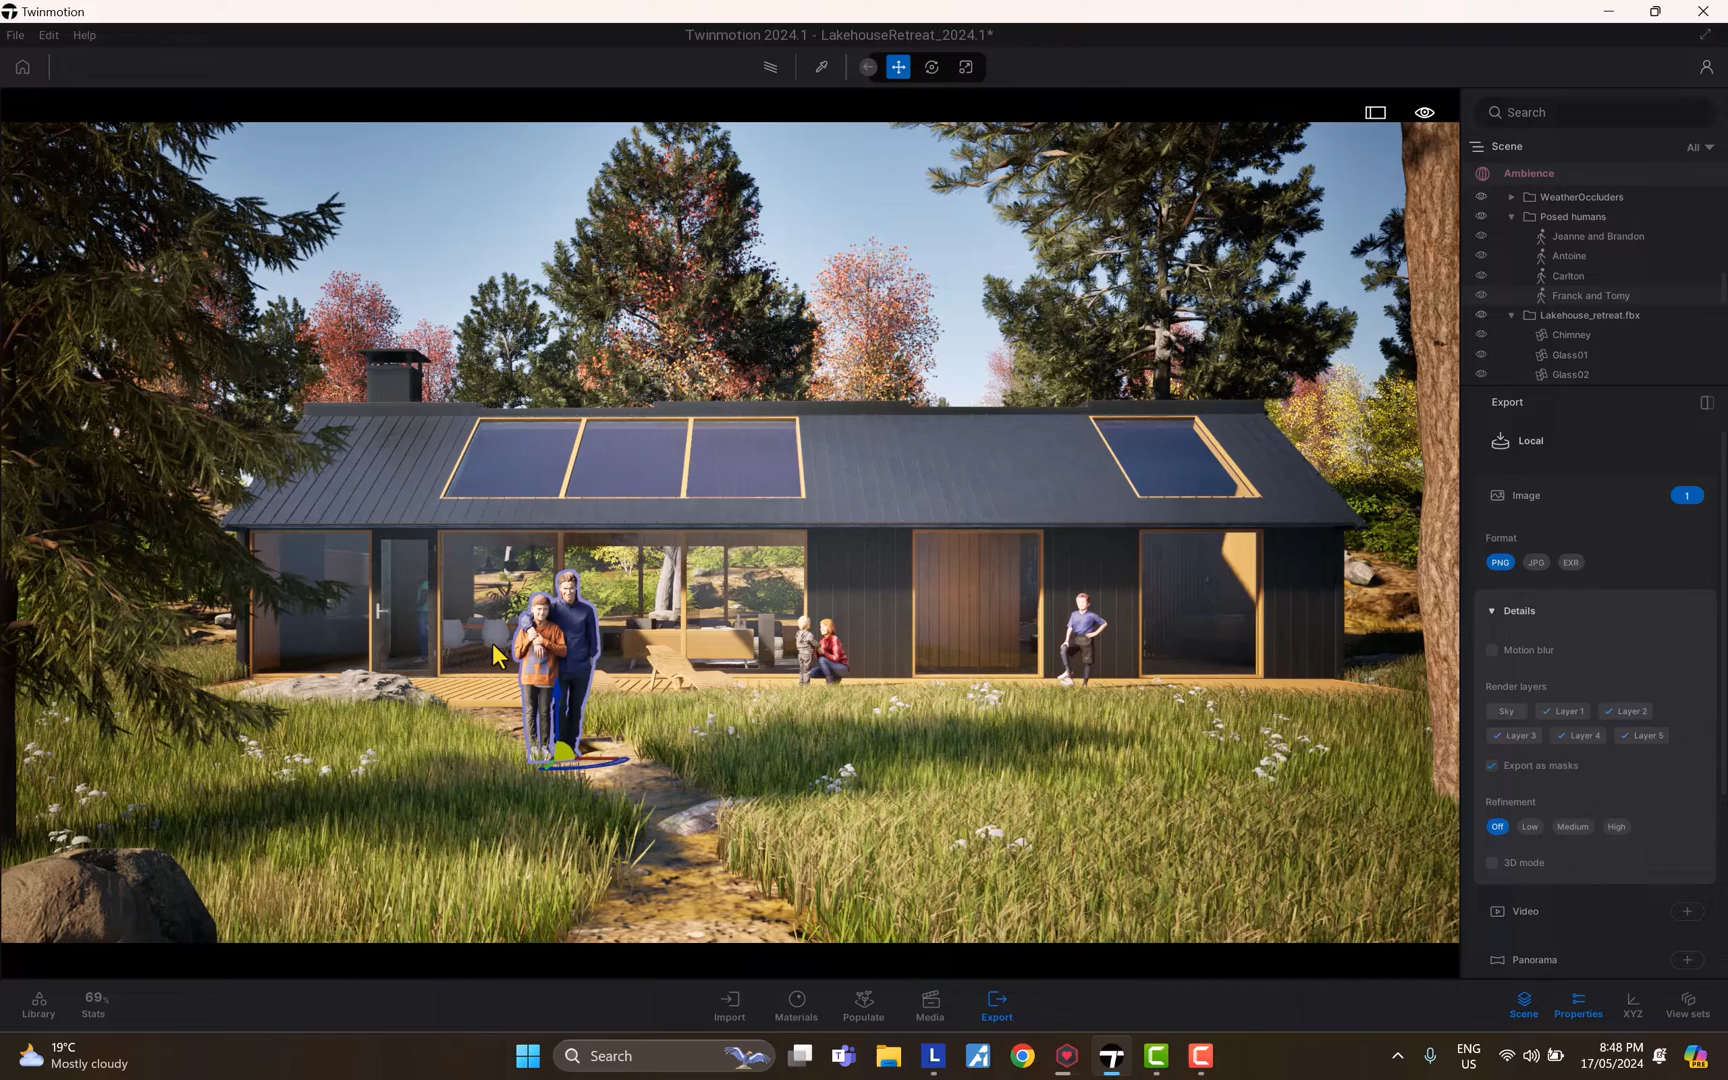 Twinmotion
File Edit Help
Twinmotion 2024.1 - LakehouseRetreat_2024.1*
Search
Scene
All
Ambience
WeatherOccluders
Posed humans
Jeanne and Brandon
Antoine
Carlton
Franck and Tomy
Lakehouse_retreat.fbx
Chimney
Glass01
Glass02
Export
Local
Image
1
Format
PNG JPG EXR
Details
Motion blur
Render layers
Sky Layer 1 Layer 2
Layer 3 Layer 4 Layer 5
Export as masks
Refinement
Off Low Medium High
3D mode
Video
Panorama
69%
Library Stats
Import Materials Populate Media Export
Scene Properties XYZ View sets
19°C
Mostly cloudy
Search
ENG
US
8:48 PM
17/05/2024
PRE